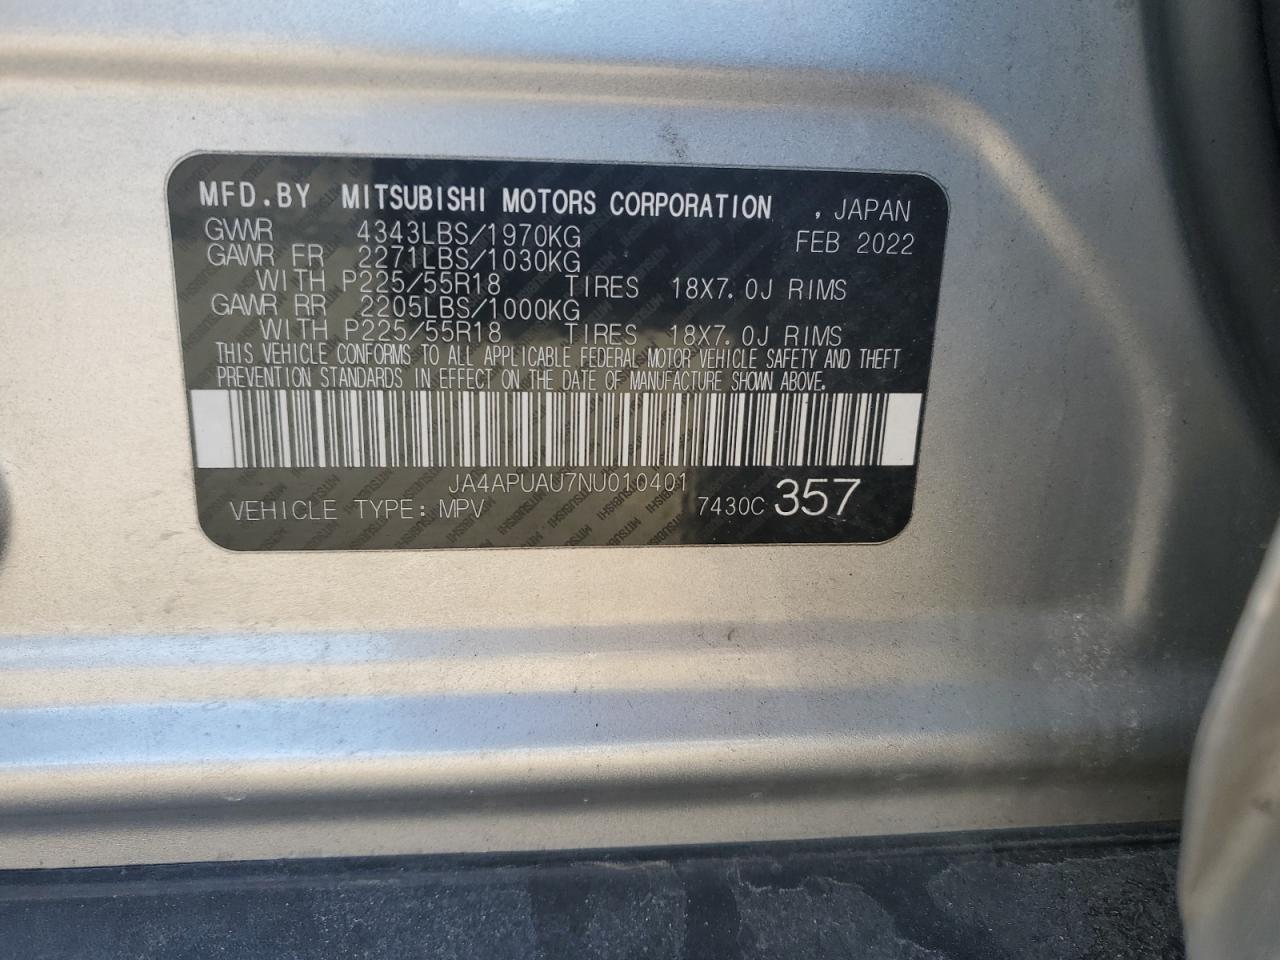 MFD.BY MITSUBISHI MOTORS CORPORATION , JAPAN
GVWR 4343LBS/1970KG FEB 2022
GAWR FR 2271LBS/1030KG
WITH P225/55R18 TIRES 18X7.0J RIMS
GAWR RR 2205LBS/1000KG
WITH P225/55R18 TIRES 18X7.0J RIMS
THIS VEHICLE CONFORMS TO ALL APPLICABLE FEDERAL MOTOR VEHICLE SAFETY AND THEFT
PREVENTION STANDARDS IN EFFECT ON THE DATE OF MANUFACTURE SHOWN ABOVE.
JA4APUAU7NU010401
VEHICLE TYPE: MPV 7430C 357